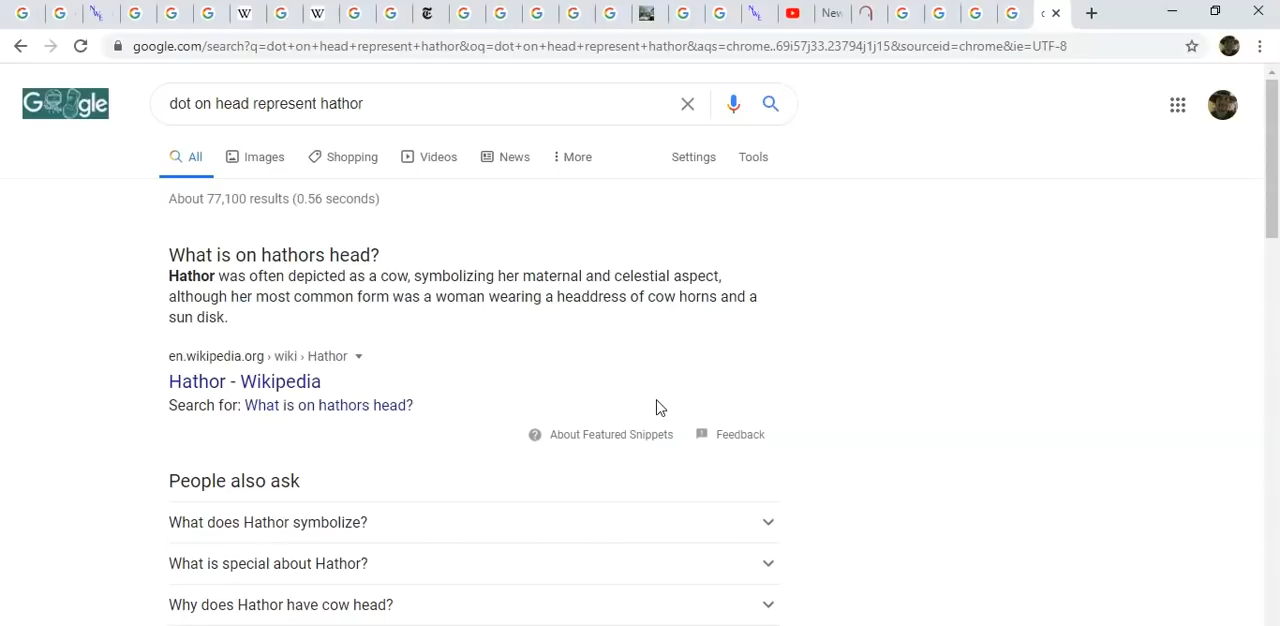 New
google.com/search?q=dot+on+head+represent+hathor&oq=dot+on+head+represent+hathor&aqs=chrome..69i57j33.23794j1j15&sourceid=chrome&ie=UTF-8
dot on head represent hathor
All Images Shopping Videos News More Settings Tools
About 77,100 results (0.56 seconds)
What is on hathors head?
Hathor was often depicted as a cow, symbolizing her maternal and celestial aspect,
although her most common form was a woman wearing a headdress of cow horns and a
sun disk.
en.wikipedia.org › wiki › Hathor
Hathor - Wikipedia
Search for: What is on hathors head?
About Featured Snippets Feedback
People also ask
What does Hathor symbolize?
What is special about Hathor?
Why does Hathor have cow head?